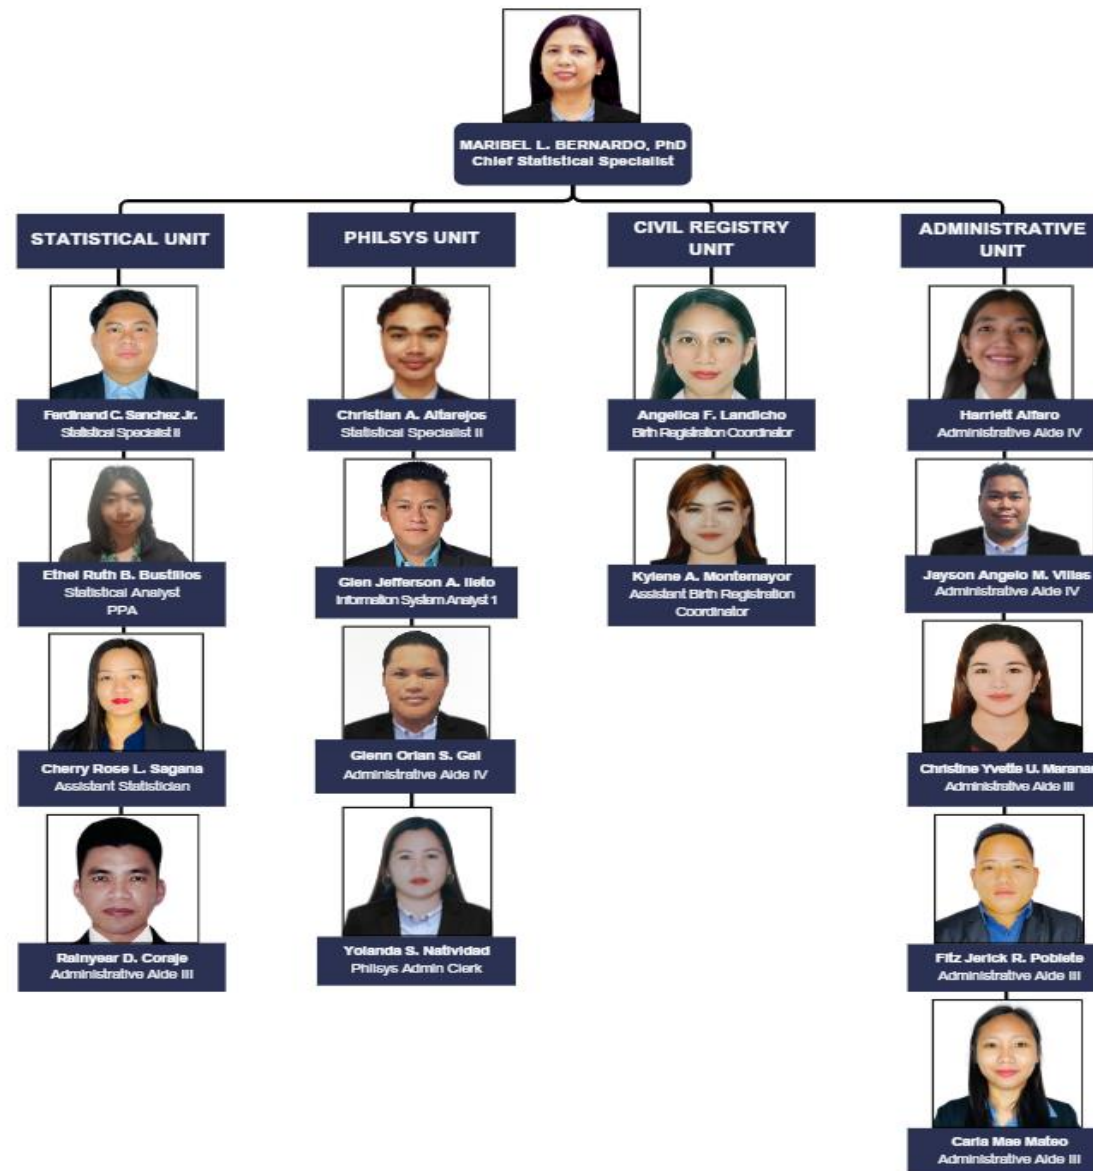 MARIBEL L. BERNARDO, PhD
Chief Statistical Specialist
STATISTICAL UNIT
Ferdinand C. Sanchez Jr.
Statistical Specialist II
Ethel Ruth B. Bustillos
Statistical Analyst
PPA
Cherry Rose L. Sagana
Assistant Statistician
Rainyear D. Coraje
Administrative Aide III
PHILSYS UNIT
Christian A. Altarejos
Statistical Specialist II
Glen Jefferson A. Ileto
Information System Analyst 1
Glenn Orlan S. Gal
Administrative Aide IV
Yolanda S. Natividad
Philsys Admin Clerk
CIVIL REGISTRY
UNIT
Angelica F. Landicho
Birth Registration Coordinator
Kylene A. Montemayor
Assistant Birth Registration
Coordinator
ADMINISTRATIVE
UNIT
Harriett Alfaro
Administrative Aide IV
Jayson Angelo M. Villas
Administrative Aide IV
Christine Yvette U. Maranan
Administrative Aide III
Fitz Jerick R. Poblete
Administrative Aide III
Carla Mae Mateo
Administrative Aide III